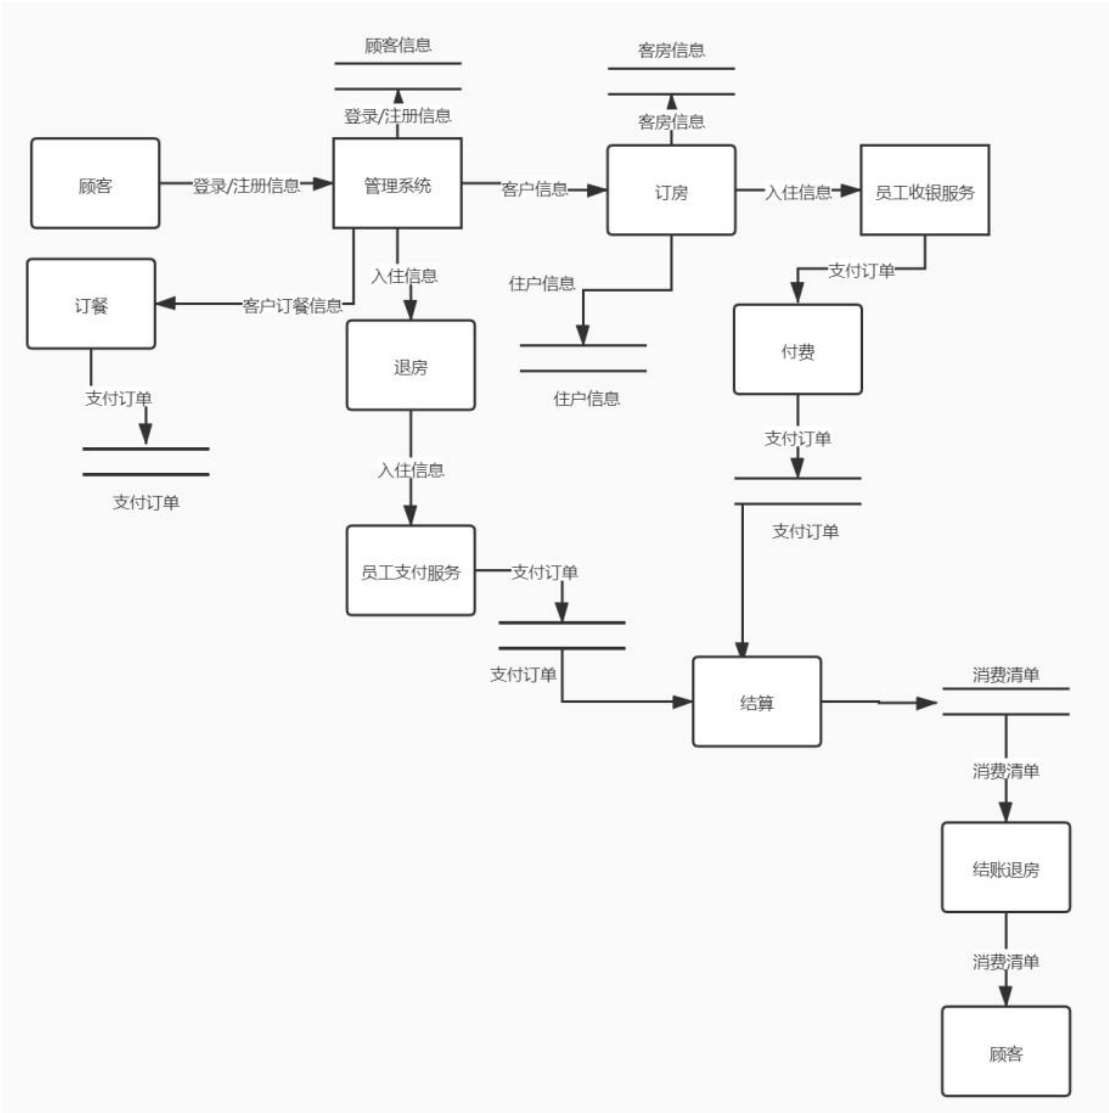 顾客信息
客房信息
登录/注册信息
客房信息
顾客
登录/注册信息
管理系统
客户信息
订房
入住信息
员工收银服务
入住信息
住户信息
支付订单
订餐
客户订餐信息
退房
付费
支付订单
住户信息
支付订单
入住信息
支付订单
支付订单
员工支付服务
支付订单
支付订单
结算
消费清单
消费清单
结账退房
消费清单
顾客